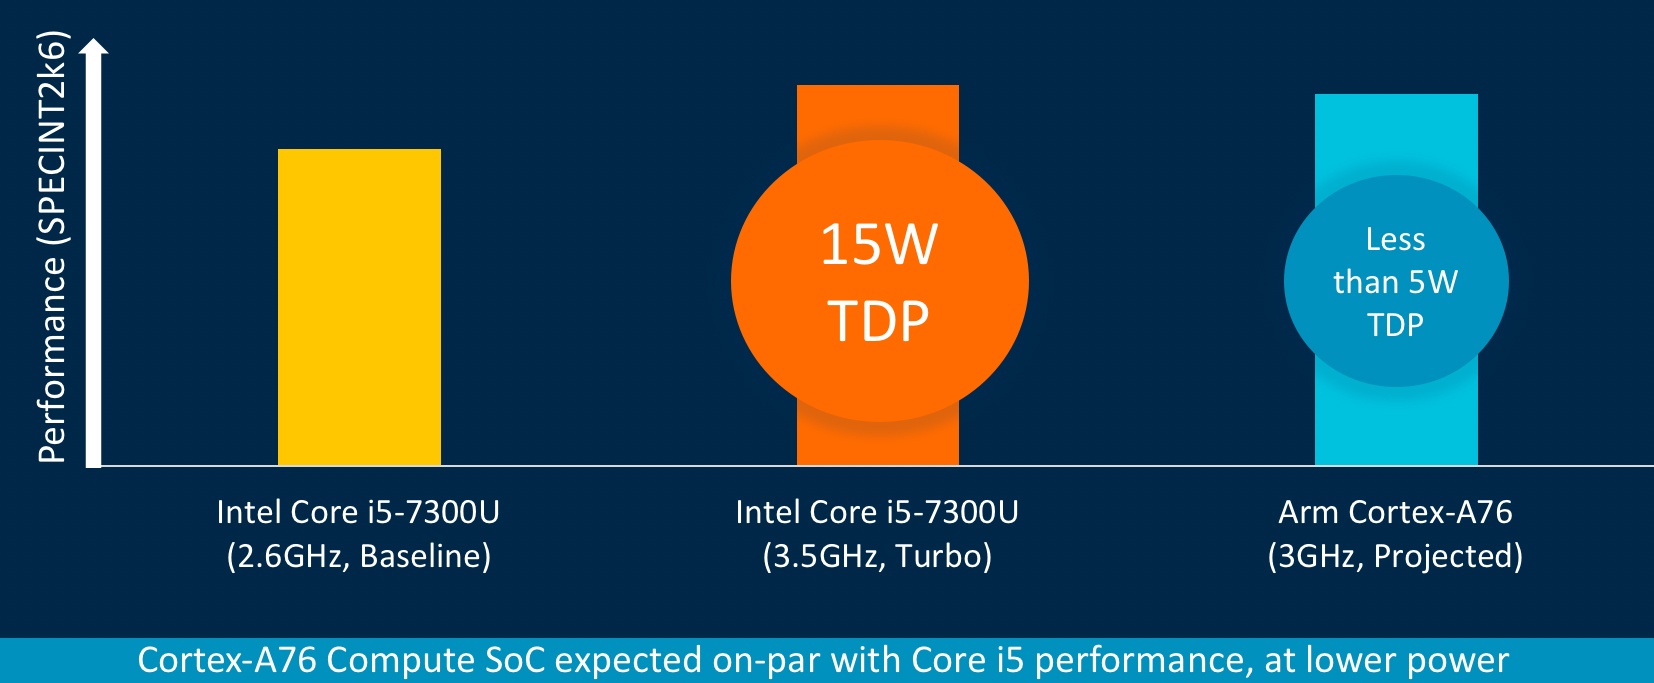 Performance (SPECINT2k6)
15W
TDP
Less
than 5W
TDP
Intel Core i5-7300U
(2.6GHz, Baseline)
Intel Core i5-7300U
(3.5GHz, Turbo)
Arm Cortex-A76
(3GHz, Projected)
Cortex-A76 Compute SoC expected on-par with Core i5 performance, at lower power